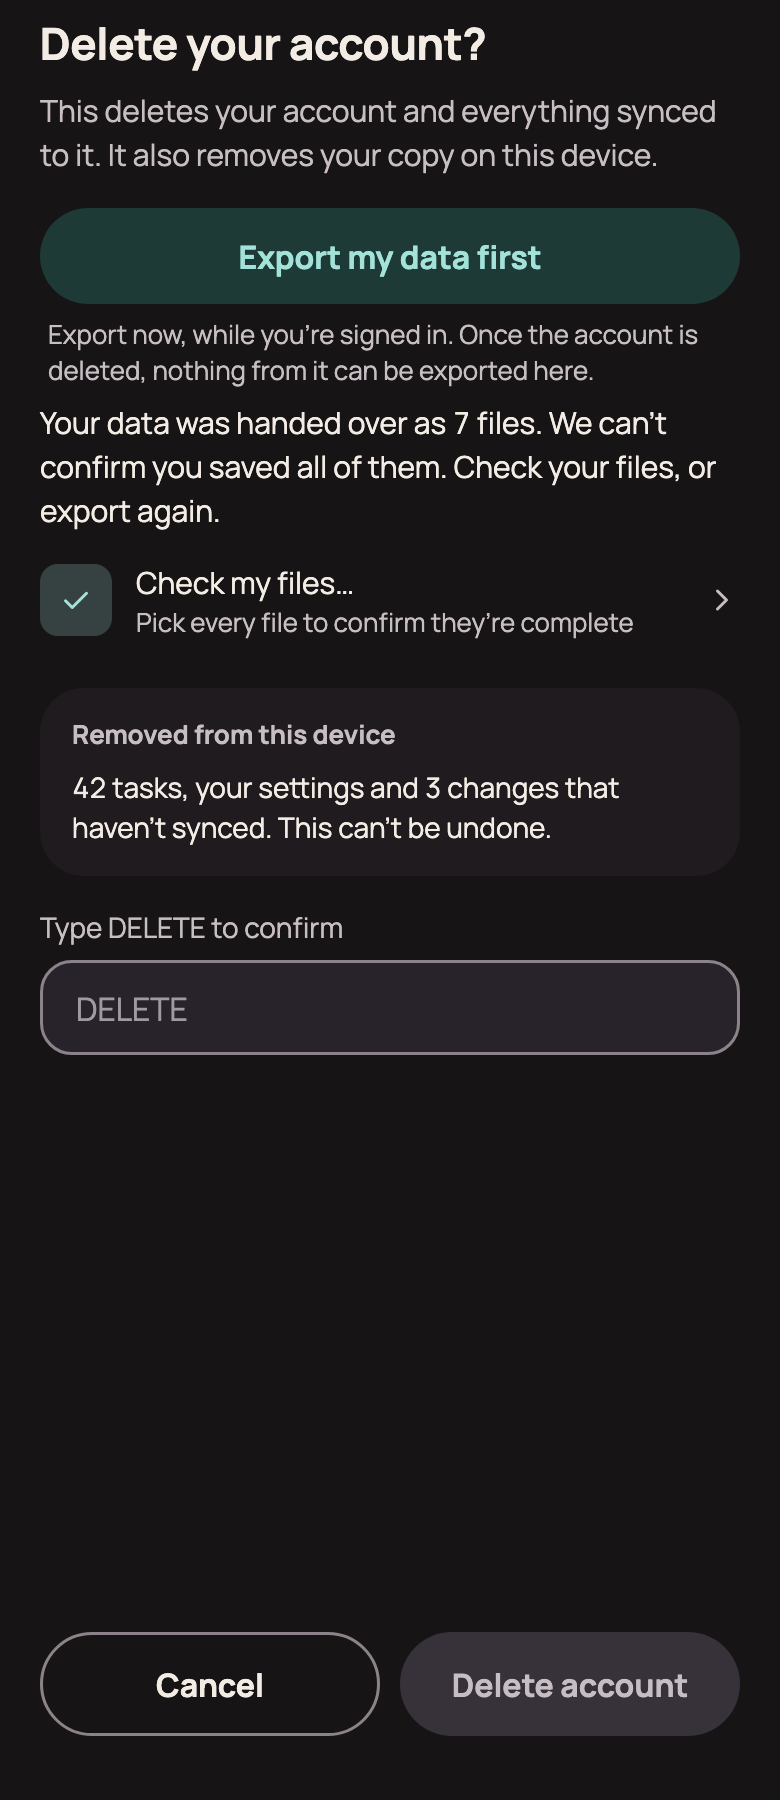 Delete your account?
This deletes your account and everything synced
to it. It also removes your copy on this device.
Export my data first
Export now, while you’re signed in. Once the account is
deleted, nothing from it can be exported here.
Your data was handed over as 7 files. We can’t
confirm you saved all of them. Check your files, or
export again.
Check my files…
Pick every file to confirm they’re complete
Removed from this device
42 tasks, your settings and 3 changes that
haven’t synced. This can’t be undone.
Type DELETE to confirm
DELETE
Cancel
Delete account